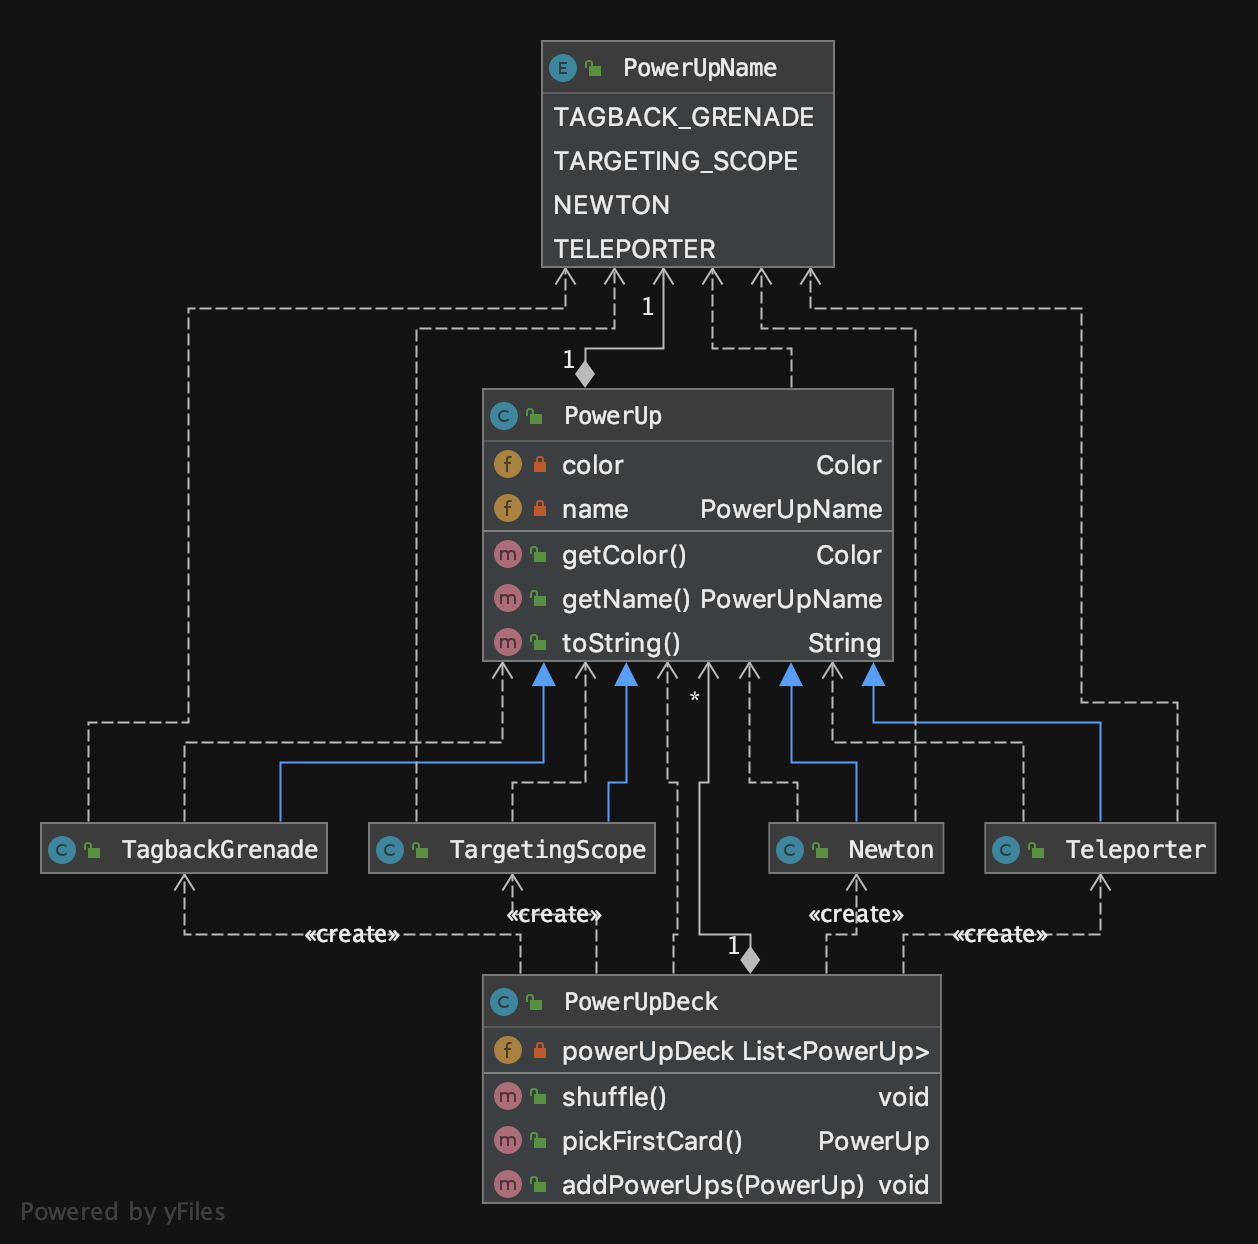 E PowerUpName
TAGBACK_GRENADE
TARGETING_SCOPE
NEWTON
TELEPORTER
1
1
C PowerUp
f color Color
f name PowerUpName
m getColor() Color
m getName() PowerUpName
m toString() String
*
C TagbackGrenade C TargetingScope C Newton C Teleporter
«create» «create»
«create» «create»
1
C PowerUpDeck
f powerUpDeck List<PowerUp>
m shuffle() void
m pickFirstCard() PowerUp
m addPowerUps(PowerUp) void
Powered by yFiles